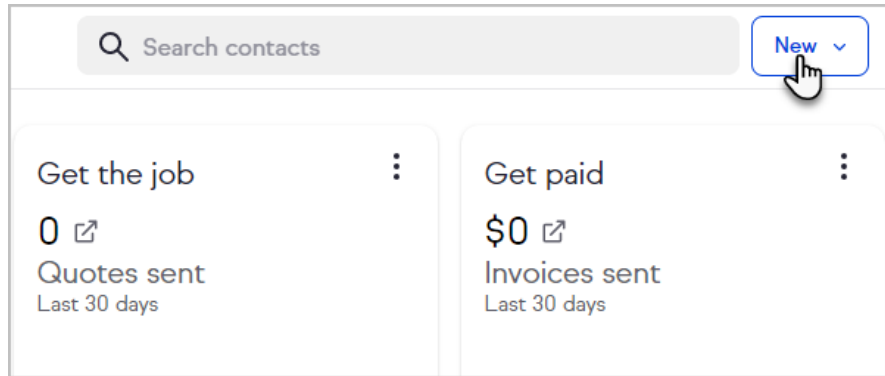 Search contacts
New
Get the job
0
Quotes sent
Last 30 days
Get paid
$0
Invoices sent
Last 30 days